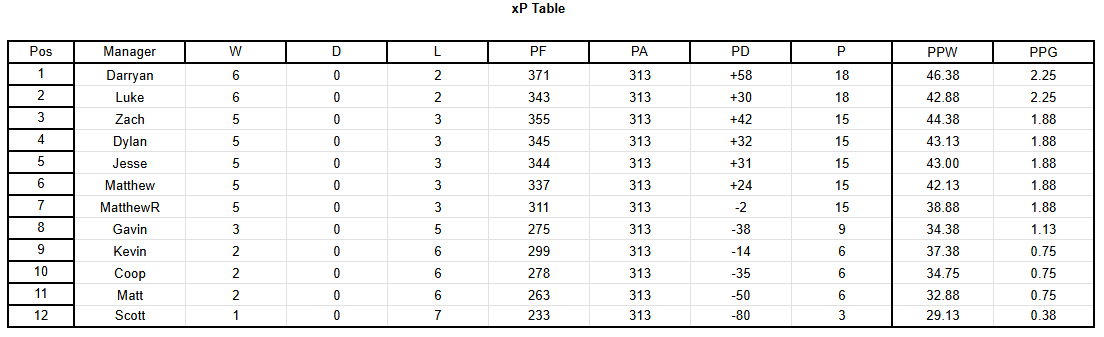 xP Table
Pos Manager W D L PF PA PD P PPW PPG
1 Darryan 6 0 2 371 313 +58 18 46.38 2.25
2 Luke 6 0 2 343 313 +30 18 42.88 2.25
3 Zach 5 0 3 355 313 +42 15 44.38 1.88
4 Dylan 5 0 3 345 313 +32 15 43.13 1.88
5 Jesse 5 0 3 344 313 +31 15 43.00 1.88
6 Matthew 5 0 3 337 313 +24 15 42.13 1.88
7 MatthewR 5 0 3 311 313 -2 15 38.88 1.88
8 Gavin 3 0 5 275 313 -38 9 34.38 1.13
9 Kevin 2 0 6 299 313 -14 6 37.38 0.75
10 Coop 2 0 6 278 313 -35 6 34.75 0.75
11 Matt 2 0 6 263 313 -50 6 32.88 0.75
12 Scott 1 0 7 233 313 -80 3 29.13 0.38